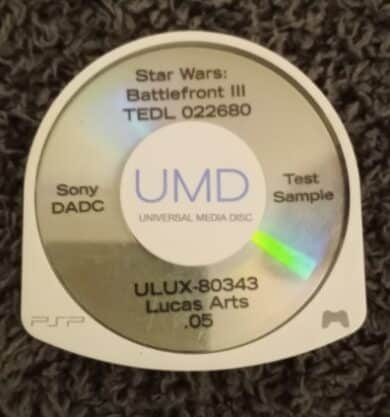 Star Wars:
Battlefront III
TEDL 022680
Sony
DADC
UMD
UNIVERSAL MEDIA DISC
Test
Sample
ULUX-80343
Lucas Arts
.05
PSP